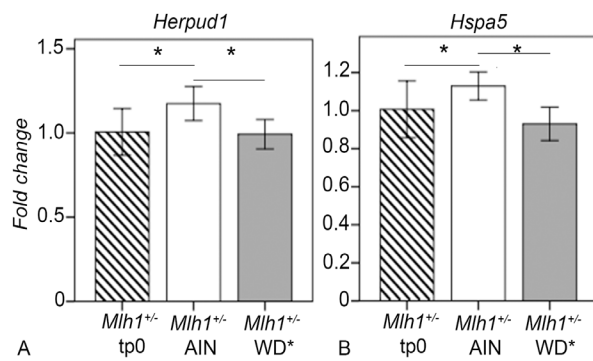 Herpud1
Hspa5
Fold change
1.5
1.0
0.5
0
*
*
1.2
1.0
0.8
0.6
0.4
0.2
0
*
*
Mlh1+/- Mlh1+/- Mlh1+/-
A tp0 AIN WD*
Mlh1+/- Mlh1+/- Mlh1+/-
B tp0 AIN WD*